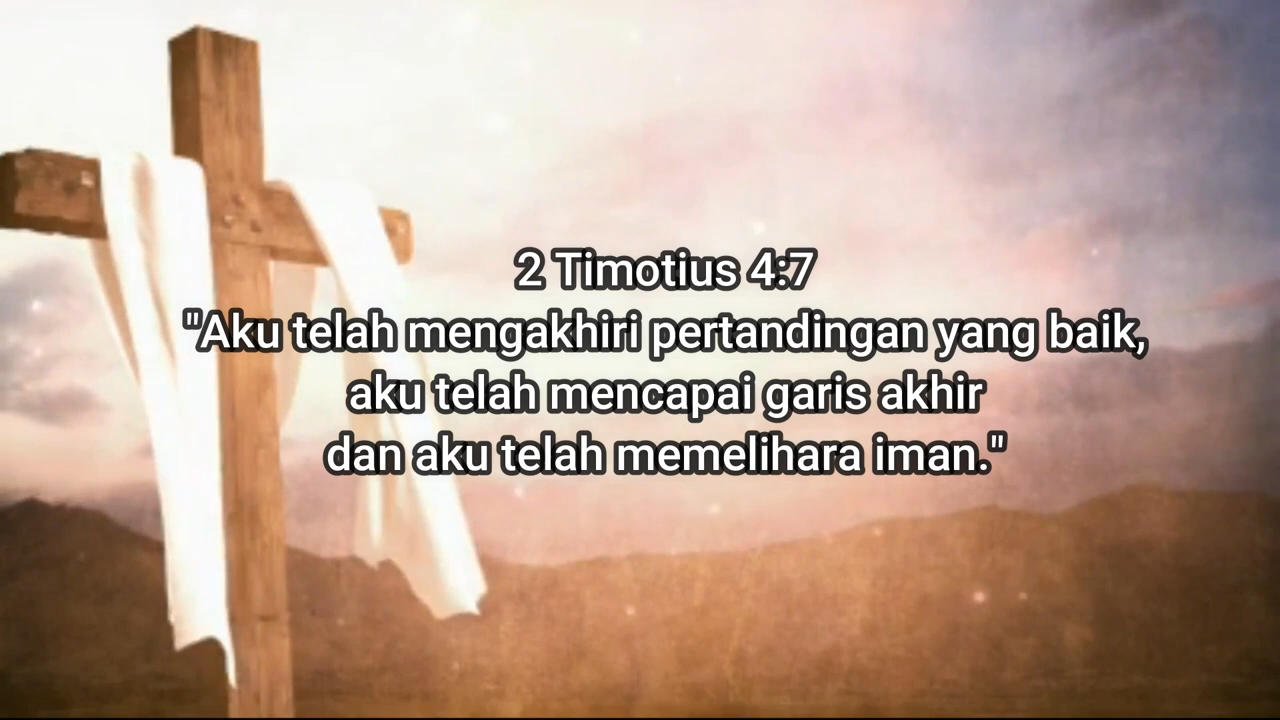 2 Timotius 4:7
"Aku telah mengakhiri pertandingan yang baik,
aku telah mencapai garis akhir
dan aku telah memelihara iman."